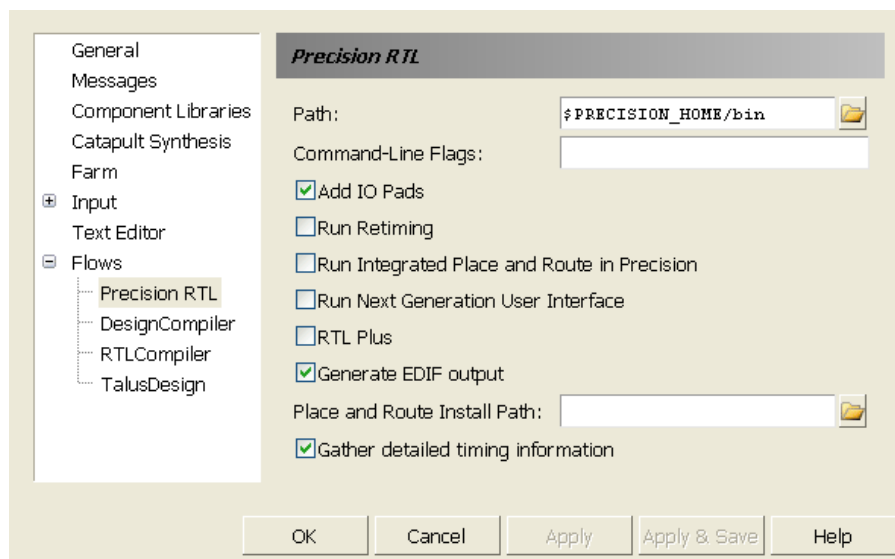 General
Messages
Component Libraries
Catapult Synthesis
Farm
Input
Text Editor
Flows
Precision RTL
DesignCompiler
RTLCompiler
TalusDesign
Precision RTL
Path: $PRECISION_HOME/bin
Command-Line Flags:
Add IO Pads
Run Retiming
Run Integrated Place and Route in Precision
Run Next Generation User Interface
RTL Plus
Generate EDIF output
Place and Route Install Path:
Gather detailed timing information
OK Cancel Apply Apply & Save Help